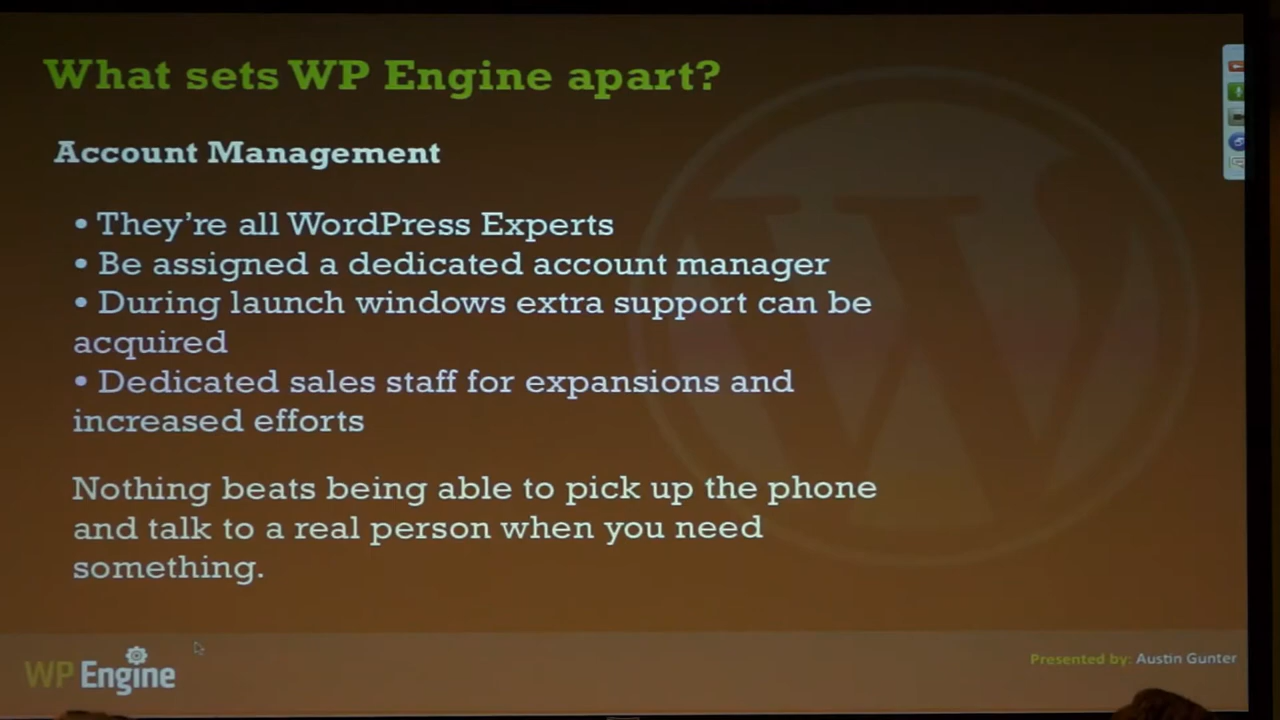 What sets WP Engine apart?
Account Management
• They're all WordPress Experts
• Be assigned a dedicated account manager
• During launch windows extra support can be
acquired
• Dedicated sales staff for expansions and
increased efforts
Nothing beats being able to pick up the phone
and talk to a real person when you need
something.
WP Engine
Presented by: Austin Gunter